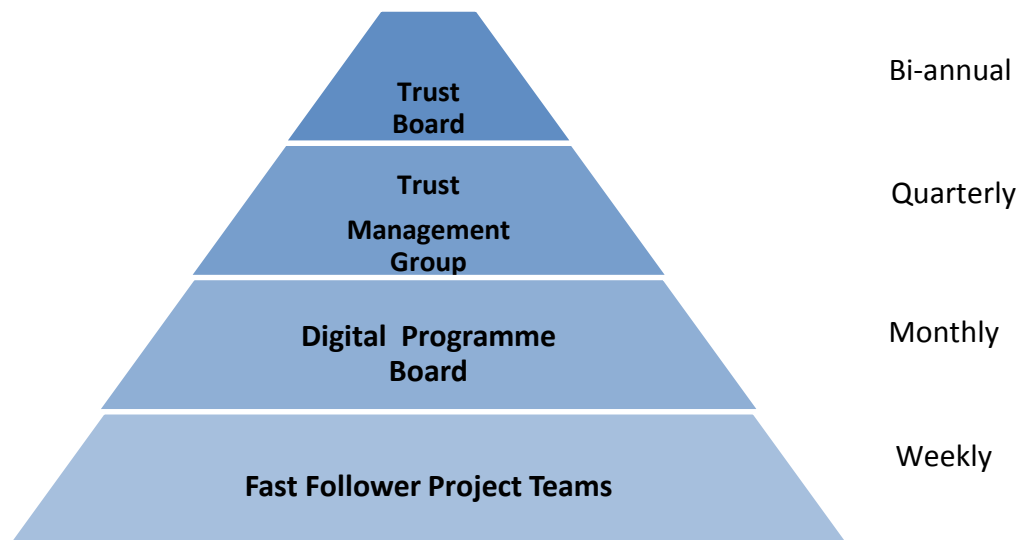 Trust
Board
Bi-annual
Trust
Management
Group
Quarterly
Digital Programme
Board
Monthly
Fast Follower Project Teams
Weekly